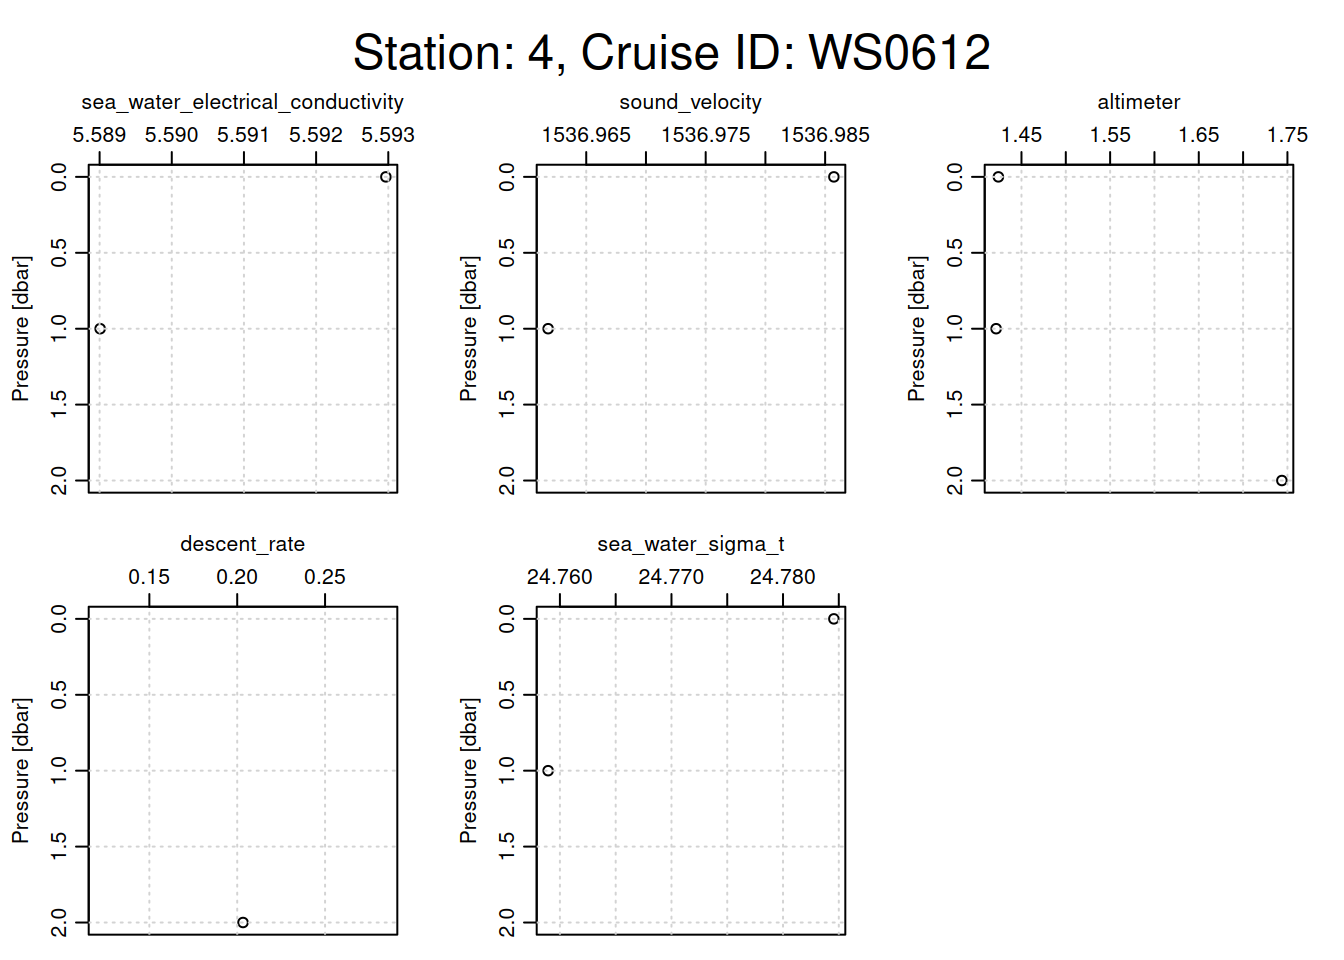 Station: 4, Cruise ID: WS0612
sea_water_electrical_conductivity
5.589 5.590 5.591 5.592 5.593
Pressure [dbar]
0.0
0.5
1.0
1.5
2.0
sound_velocity
1536.965 1536.975 1536.985
Pressure [dbar]
0.0
0.5
1.0
1.5
2.0
altimeter
1.45 1.55 1.65 1.75
Pressure [dbar]
0.0
0.5
1.0
1.5
2.0
descent_rate
0.15 0.20 0.25
Pressure [dbar]
0.0
0.5
1.0
1.5
2.0
sea_water_sigma_t
24.760 24.770 24.780
Pressure [dbar]
0.0
0.5
1.0
1.5
2.0